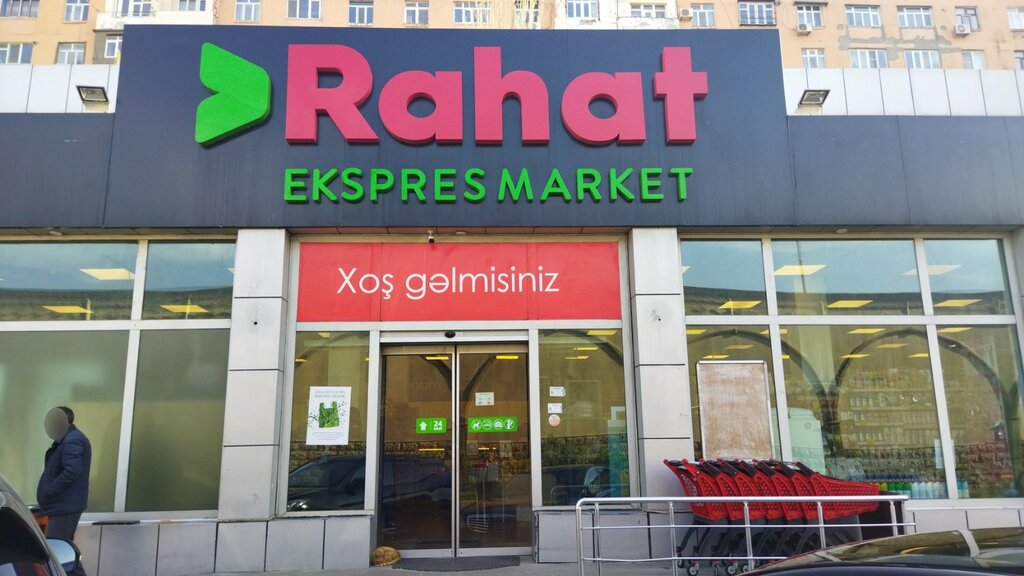 Rahat
EKSPRES MARKET
Xoş gəlmisiniz
24